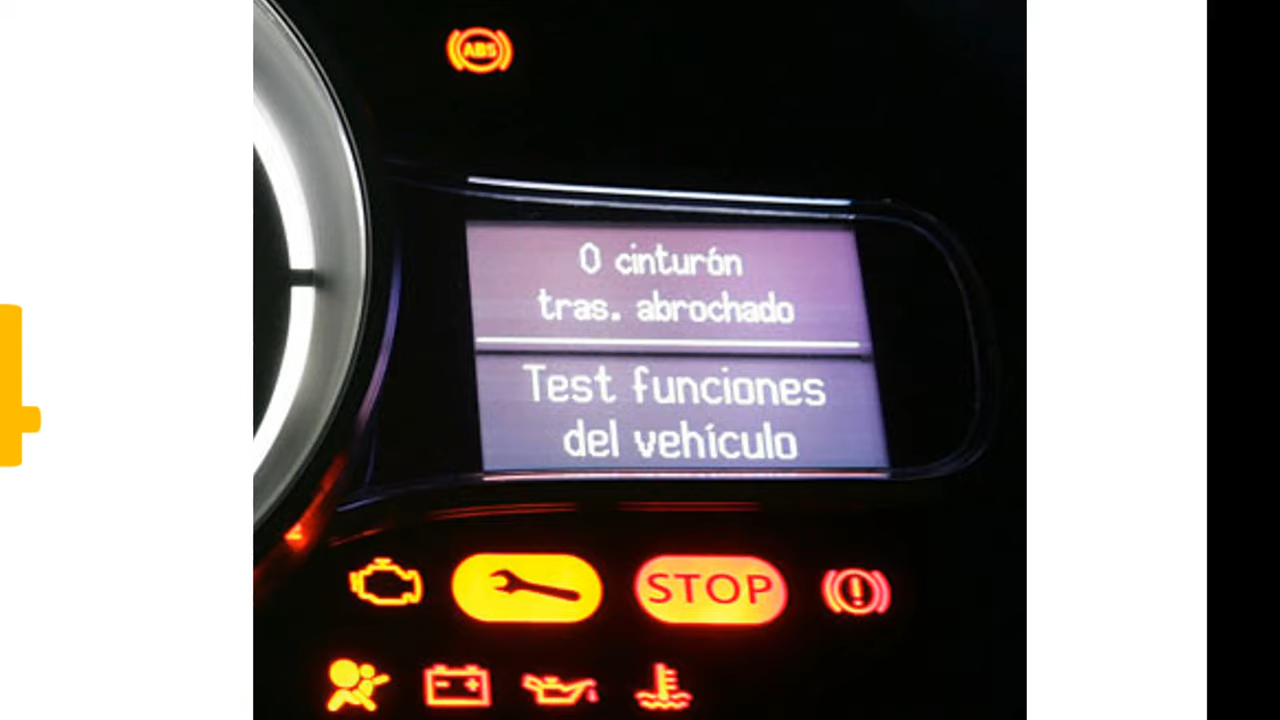 ABS
0 cinturón
tras. abrochado
Test funciones
del vehículo
STOP